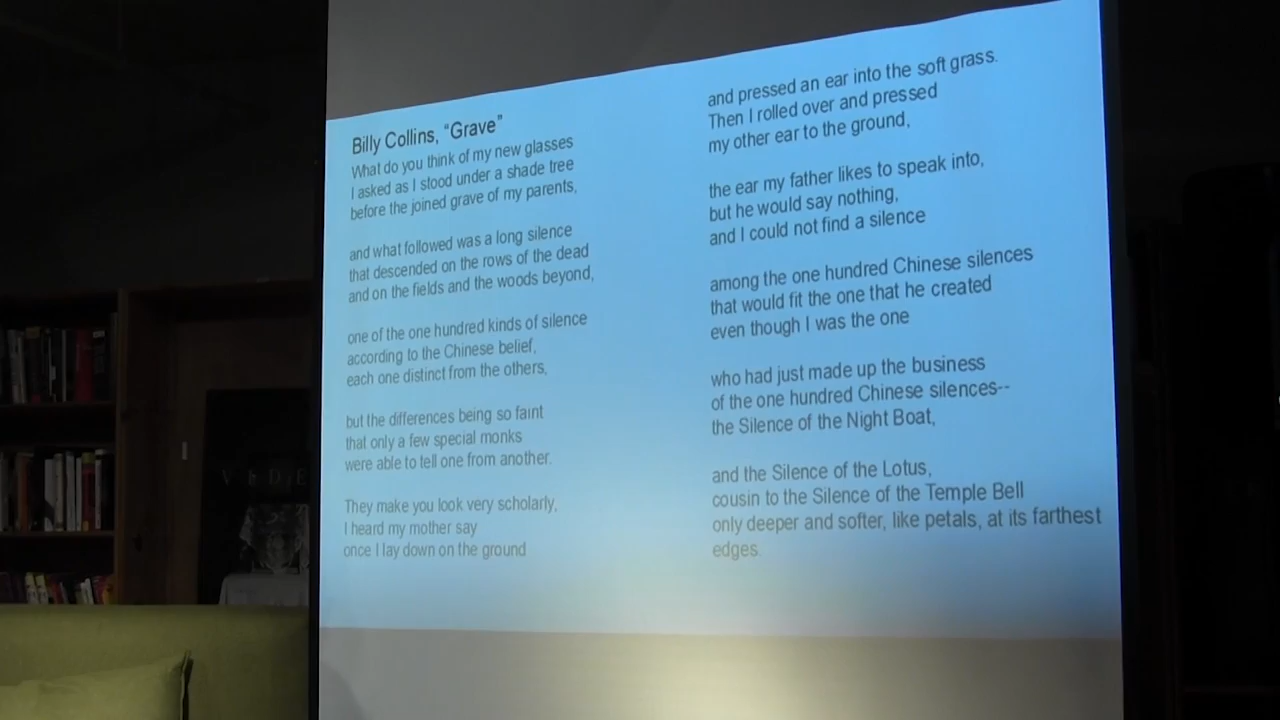 Billy Collins, “Grave”
What do you think of my new glasses
I asked as I stood under a shade tree
before the joined grave of my parents,
and what followed was a long silence
that descended on the rows of the dead
and on the fields and the woods beyond,
one of the one hundred kinds of silence
according to the Chinese belief,
each one distinct from the others,
but the differences being so faint
that only a few special monks
were able to tell one from another.
They make you look very scholarly,
I heard my mother say
once I lay down on the ground
and pressed an ear into the soft grass.
Then I rolled over and pressed
my other ear to the ground,
the ear my father likes to speak into,
but he would say nothing,
and I could not find a silence
among the one hundred Chinese silences
that would fit the one that he created
even though I was the one
who had just made up the business
of the one hundred Chinese silences--
the Silence of the Night Boat,
and the Silence of the Lotus,
cousin to the Silence of the Temple Bell
only deeper and softer, like petals, at its farthest
edges.